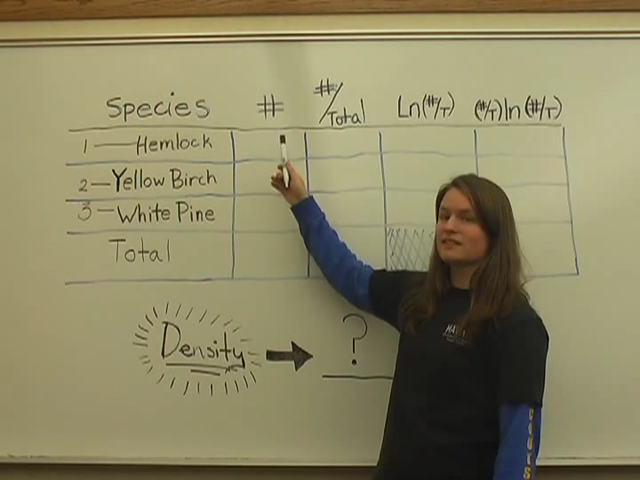 Species # #/Total Ln(#/T) (#/T)ln(#/T)
1 — Hemlock
2 — Yellow Birch
3 — White Pine
Total
Density → ?